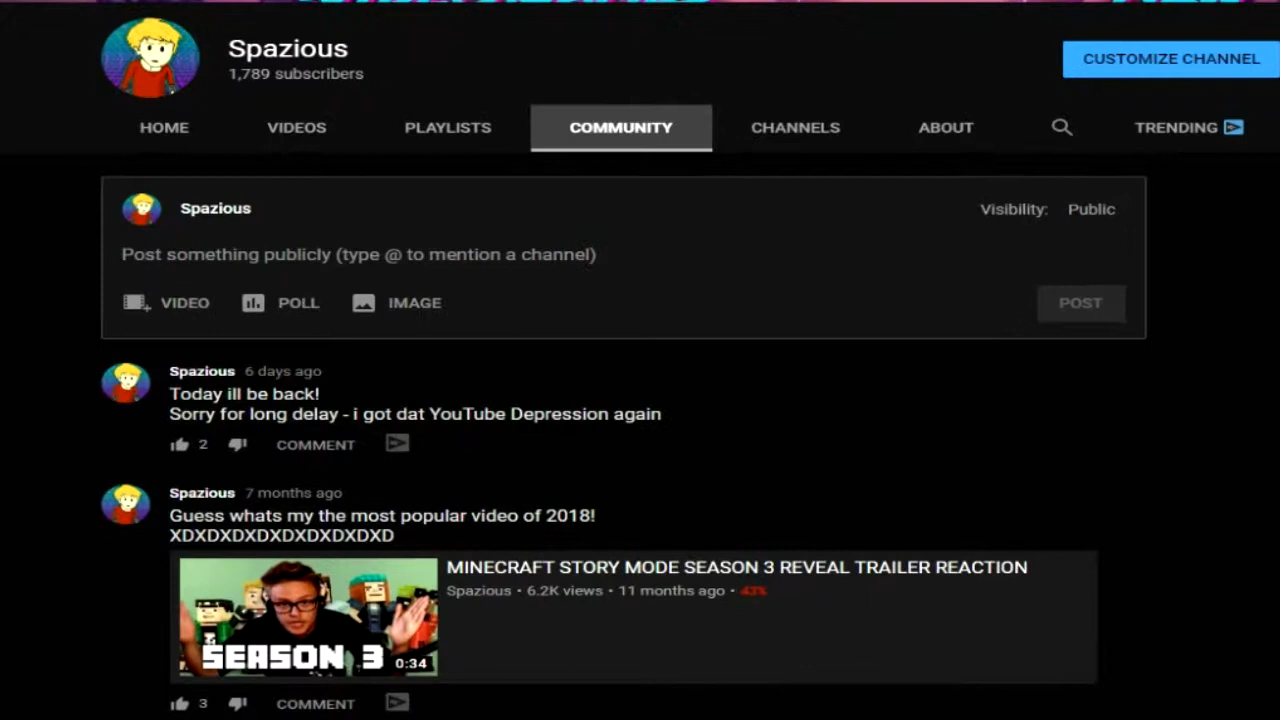 Spazious
1,789 subscribers
CUSTOMIZE CHANNEL
HOME VIDEOS PLAYLISTS COMMUNITY CHANNELS ABOUT TRENDING
Spazious Visibility: Public
Post something publicly (type @ to mention a channel)
VIDEO POLL IMAGE POST
Spazious 6 days ago
Today ill be back!
Sorry for long delay - i got dat YouTube Depression again
2 COMMENT
Spazious 7 months ago
Guess whats my the most popular video of 2018!
XDXDXDXDXDXDXDXDXD
MINECRAFT STORY MODE SEASON 3 REVEAL TRAILER REACTION
Spazious • 6.2K views • 11 months ago • 43%
SEASON 3 0:34
3 COMMENT